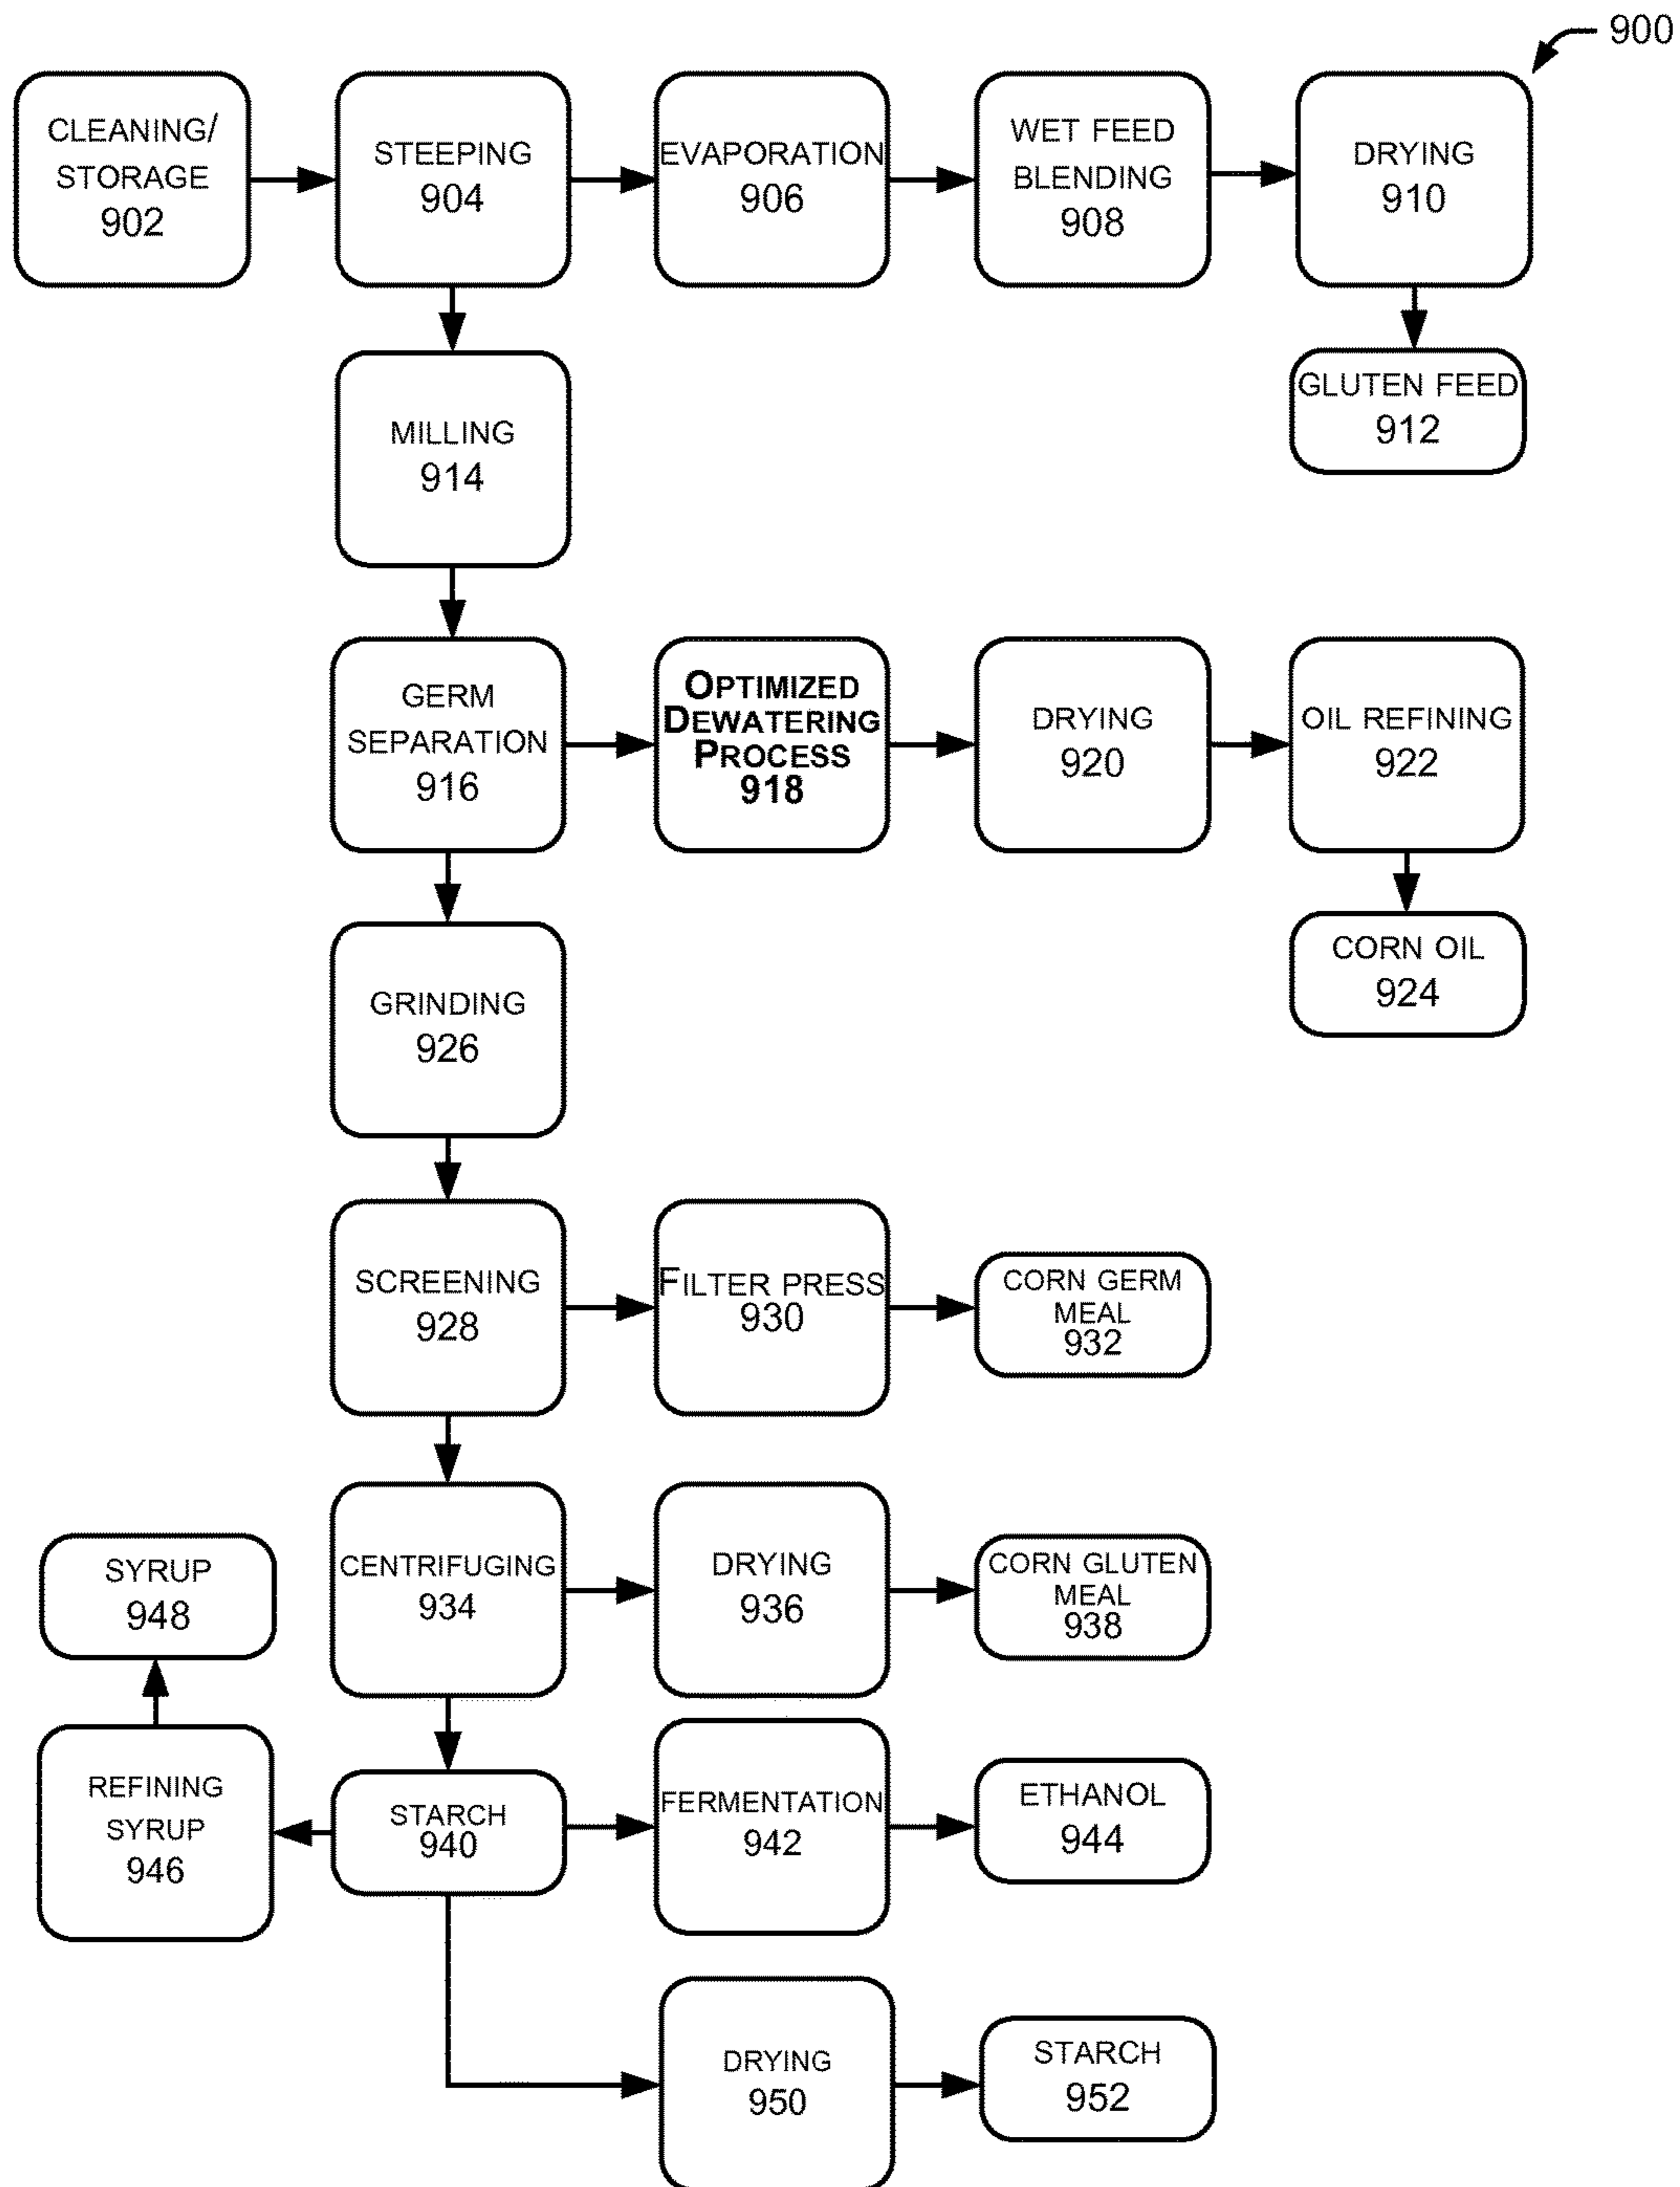 900
CLEANING/
STORAGE
902
STEEPING
904
EVAPORATION
906
WET FEED
BLENDING
908
DRYING
910
GLUTEN FEED
912
MILLING
914
GERM
SEPARATION
916
OPTIMIZED
DEWATERING
PROCESS
918
DRYING
920
OIL REFINING
922
CORN OIL
924
GRINDING
926
SCREENING
928
FILTER PRESS
930
CORN GERM
MEAL
932
CENTRIFUGING
934
DRYING
936
CORN GLUTEN
MEAL
938
SYRUP
948
REFINING
SYRUP
946
STARCH
940
FERMENTATION
942
ETHANOL
944
DRYING
950
STARCH
952